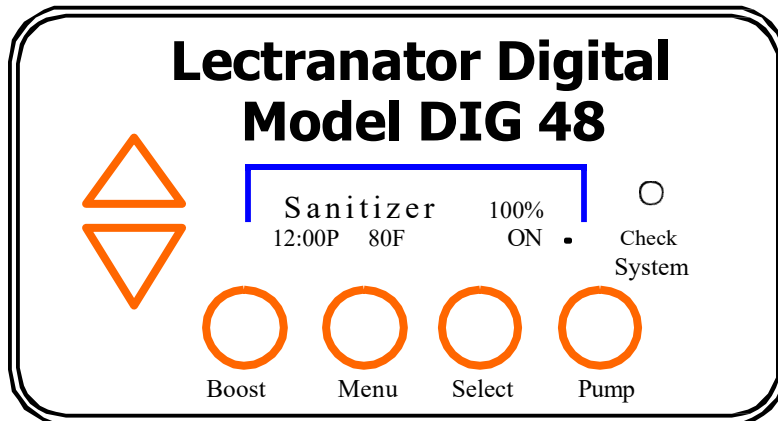 Lectranator Digital
Model DIG 48
Sanitizer 100%
12:00P 80F ON .
Check
System
Boost Menu Select Pump